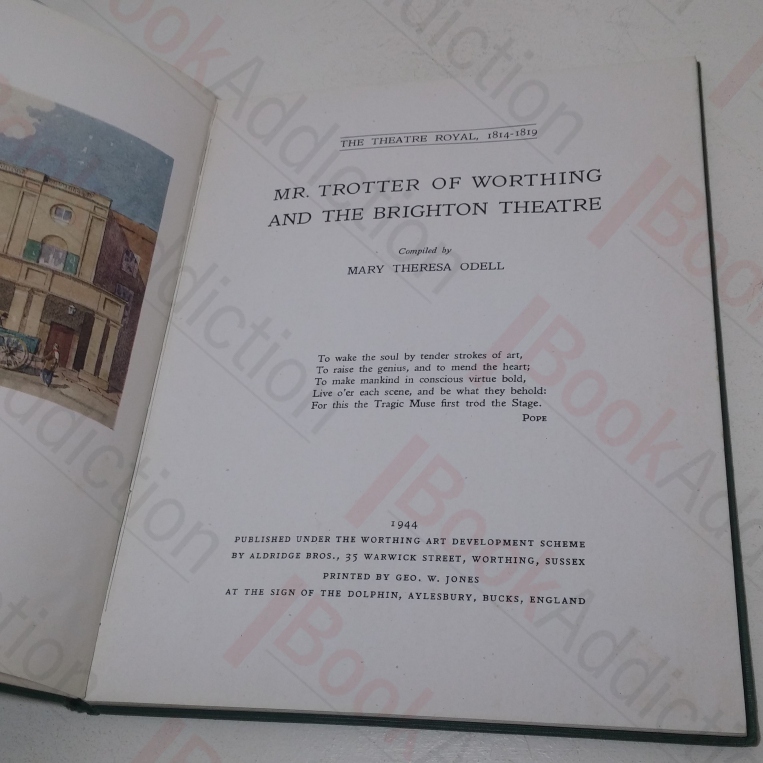 THE THEATRE ROYAL, 1814-1819
MR. TROTTER OF WORTHING
AND THE BRIGHTON THEATRE
Compiled by
MARY THERESA ODELL
To wake the soul by tender strokes of art,
To raise the genius, and to mend the heart;
To make mankind in conscious virtue bold,
Live o'er each scene, and be what they behold:
For this the Tragic Muse first trod the Stage.
POPE
1944
PUBLISHED UNDER THE WORTHING ART DEVELOPMENT SCHEME
BY ALDRIDGE BROS., 35 WARWICK STREET, WORTHING, SUSSEX
PRINTED BY GEO. W. JONES
AT THE SIGN OF THE DOLPHIN, AYLESBURY, BUCKS, ENGLAND
BookAddiction